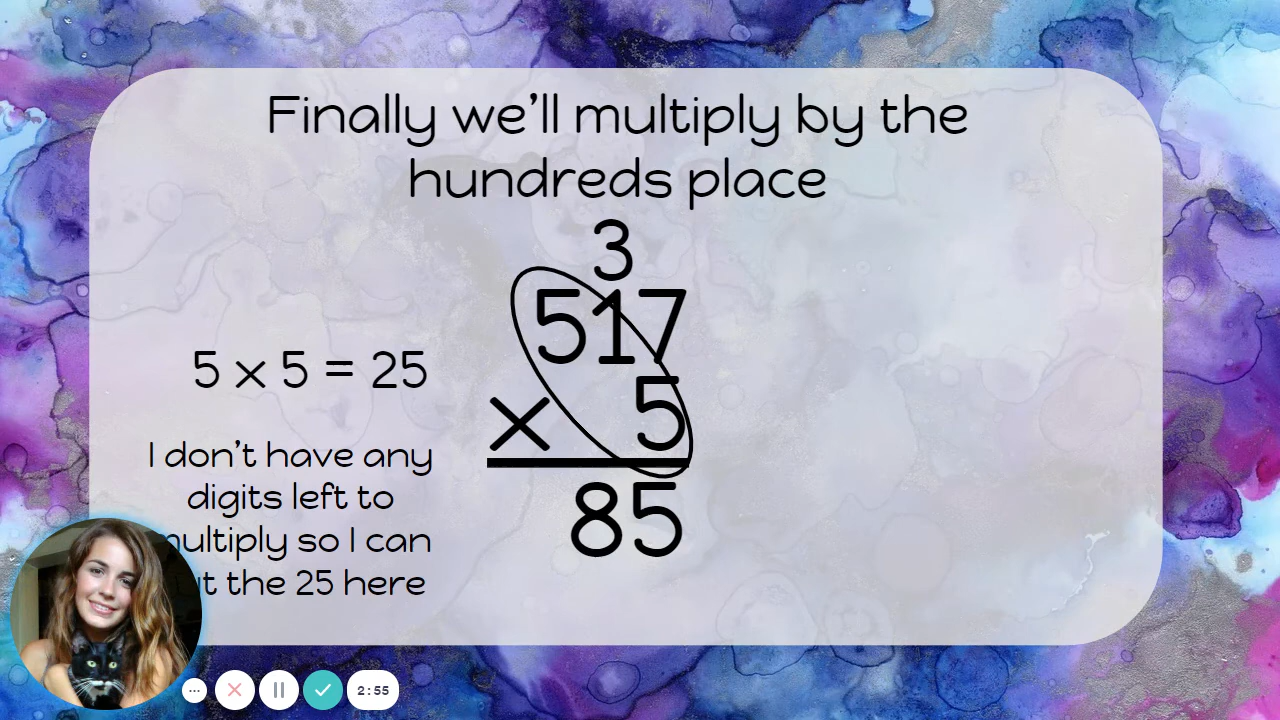 Finally we'll multiply by the
hundreds place
3
517
5 x 5 = 25
x 5
I don't have any
85
digits left to
so I can
the 25 here
2:55